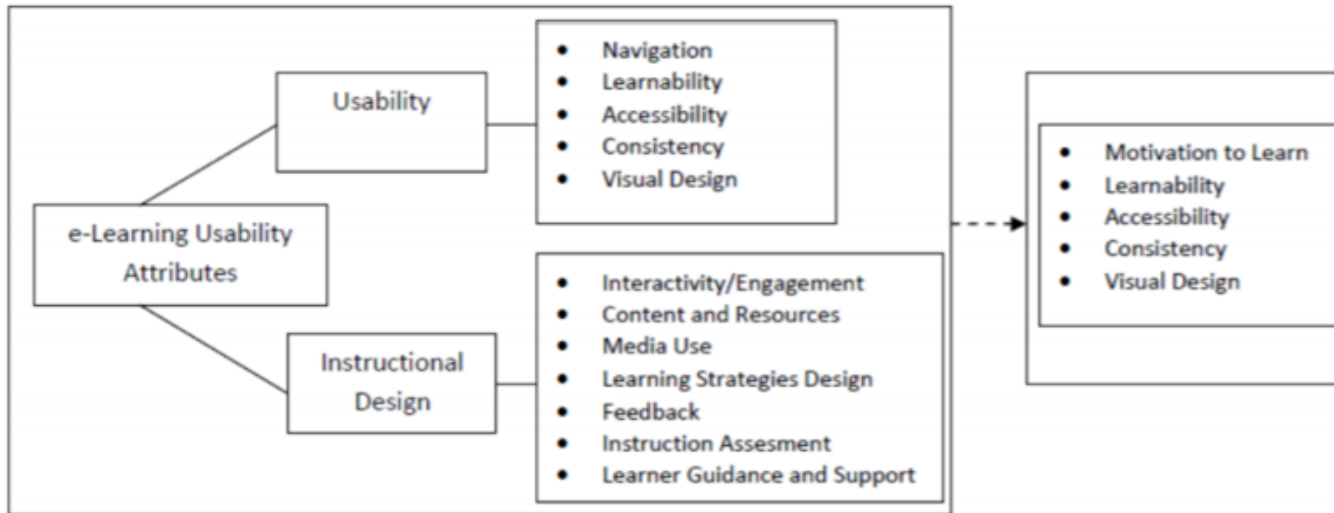 e-Learning Usability
Attributes
Usability
• Navigation
• Learnability
• Accessibility
• Consistency
• Visual Design
Instructional
Design
• Interactivity/Engagement
• Content and Resources
• Media Use
• Learning Strategies Design
• Feedback
• Instruction Assesment
• Learner Guidance and Support
• Motivation to Learn
• Learnability
• Accessibility
• Consistency
• Visual Design